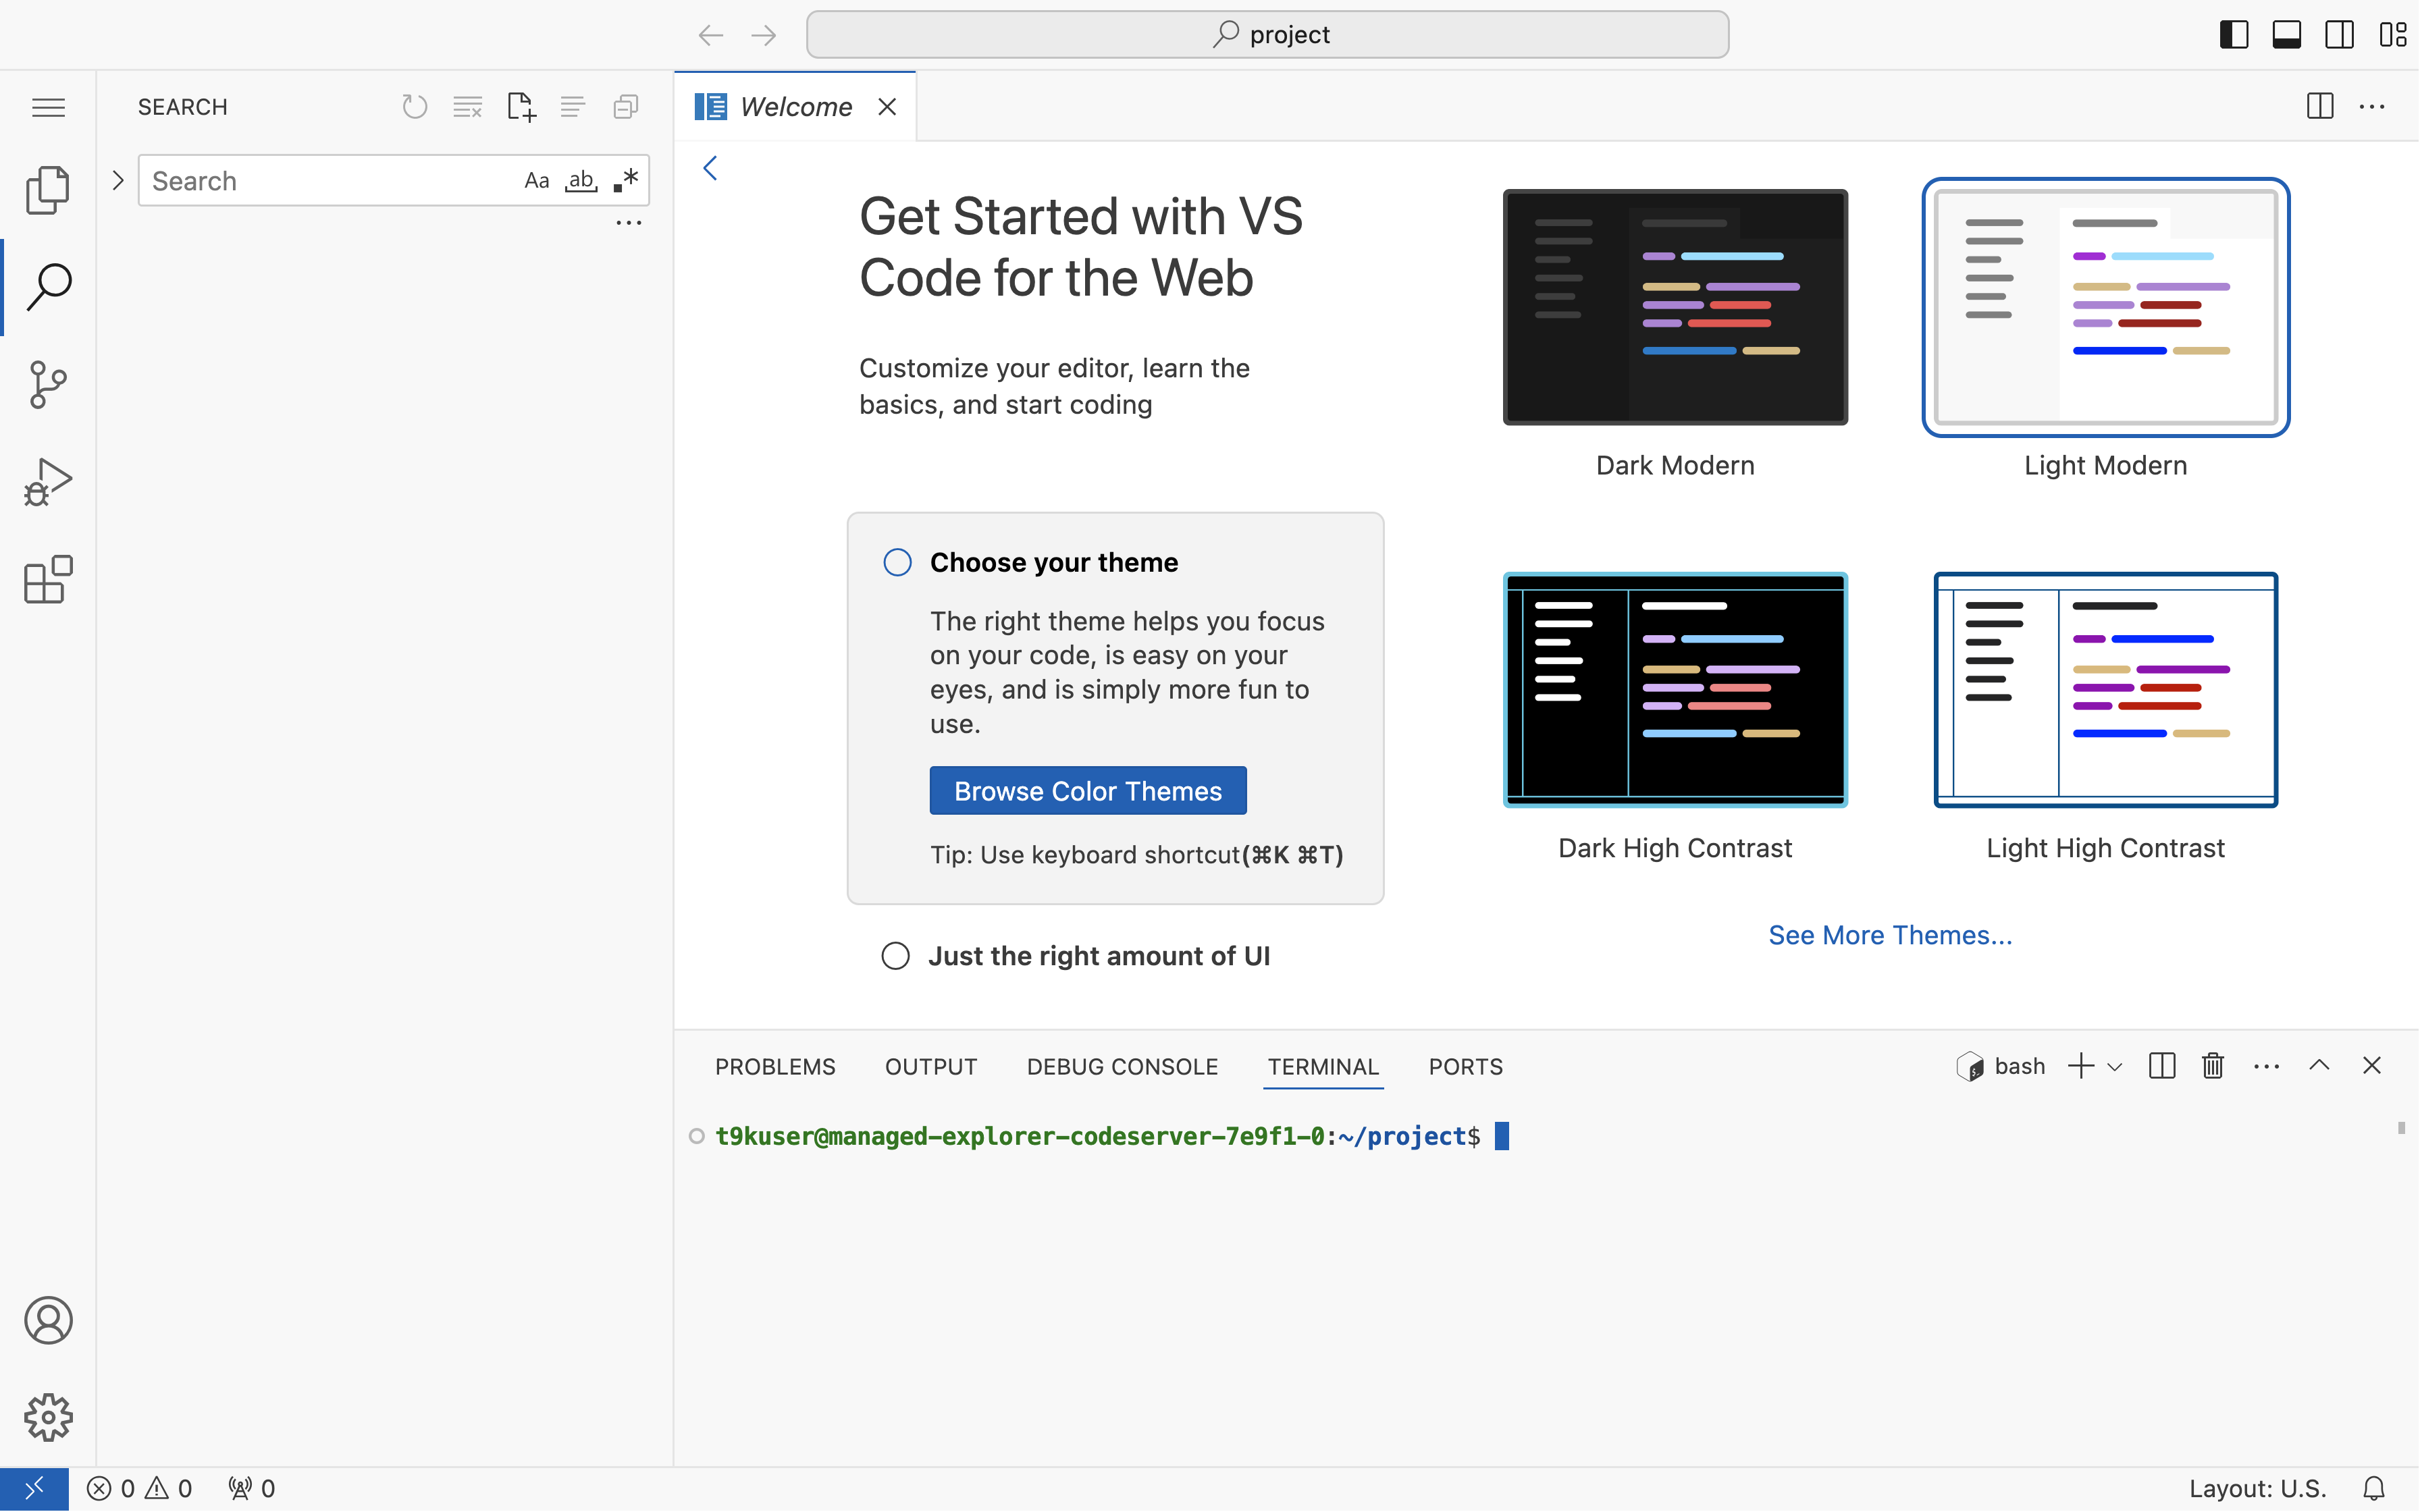 project
SEARCH
Welcome
Search
Aa
ab
Get Started with VS
Code for the Web
Customize your editor, learn the
basics, and start coding
Dark Modern
Light Modern
Choose your theme
The right theme helps you focus
on your code, is easy on your
eyes, and is simply more fun to
use.
Browse Color Themes
Tip: Use keyboard shortcut(⌘K ⌘T)
Dark High Contrast
Light High Contrast
See More Themes...
Just the right amount of UI
PROBLEMS OUTPUT DEBUG CONSOLE TERMINAL PORTS
bash
t9kuser@managed-explorer-codeserver-7e9f1-0:~/project$
0 0 0
Layout: U.S.